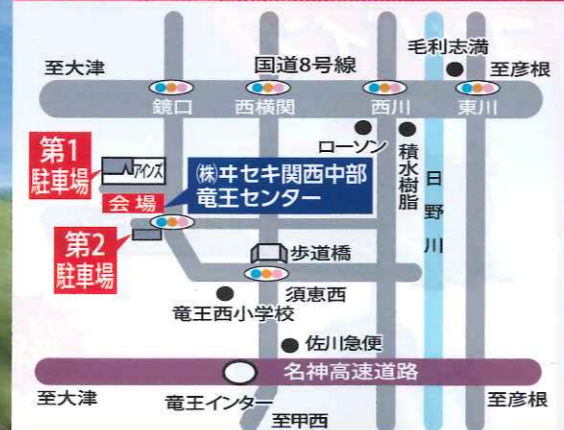 毛利志満
至大津
国道8号線
至彦根
鏡口
西横関
西川
東川
ローソン
積水樹脂
日野川
第1
駐車場
アインズ
会場
㈱ヰセキ関西中部
竜王センター
第2
駐車場
歩道橋
須恵西
竜王西小学校
佐川急便
名神高速道路
至大津
竜王インター
至彦根
至甲西